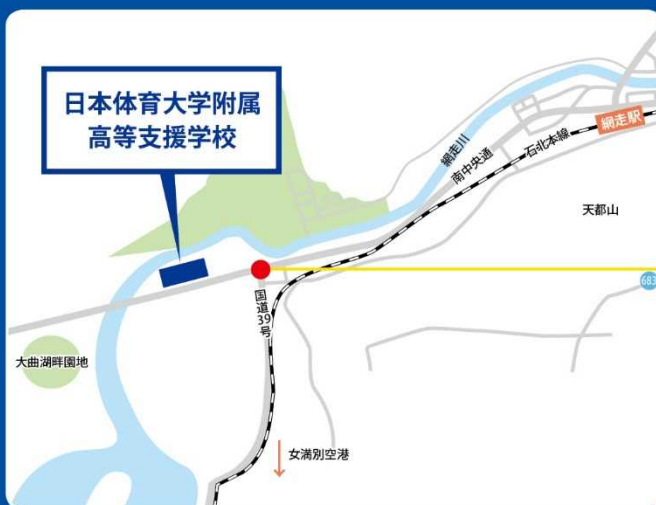 日本体育大学附属
高等支援学校
網走駅
網走川
南中央通
石北本線
天都山
683
国道39号
大曲湖畔園地
女満別空港